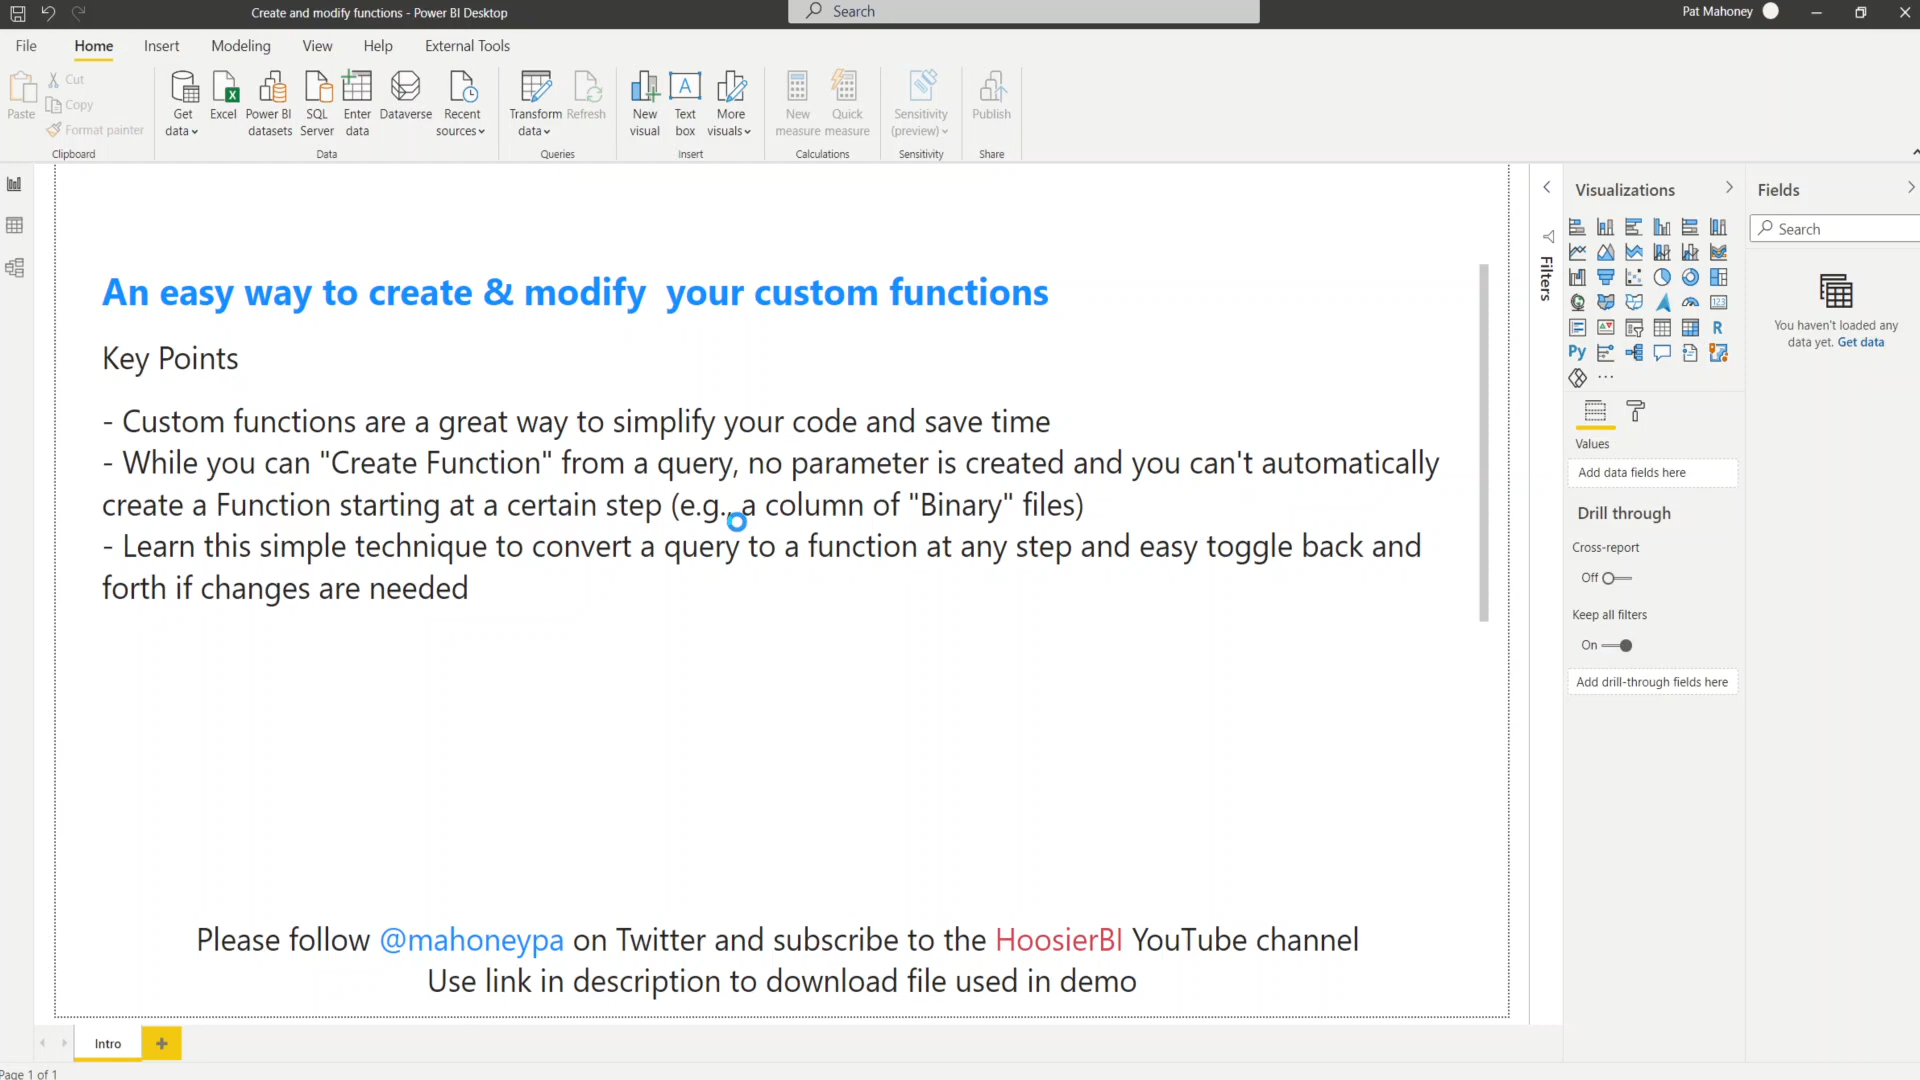 Create and modify functions - Power BI Desktop
Search
Pat Mahoney
File
Home
Insert
Modeling
View
Help
External Tools
Paste
Cut
Copy
Format painter
Clipboard
Get data
Excel
Power BI datasets
SQL Server
Enter data
Dataverse
Recent sources
Data
Transform data
Refresh
Queries
New visual
A
Text box
More visuals
Insert
New measure
Quick measure
Calculations
Sensitivity (preview)
Sensitivity
Publish
Share
An easy way to create & modify  your custom functions
Key Points
- Custom functions are a great way to simplify your code and save time
- While you can "Create Function" from a query, no parameter is created and you can't automatically
create a Function starting at a certain step (e.g., a column of "Binary" files)
- Learn this simple technique to convert a query to a function at any step and easy toggle back and
forth if changes are needed
Please follow @mahoneypa on Twitter and subscribe to the HoosierBI YouTube channel
Use link in description to download file used in demo
Filters
Visualizations
123
R
Py
Values
Add data fields here
Drill through
Cross-report
Off
Keep all filters
On
Add drill-through fields here
Fields
Search
You haven't loaded any
data yet. Get data
Intro
Page 1 of 1